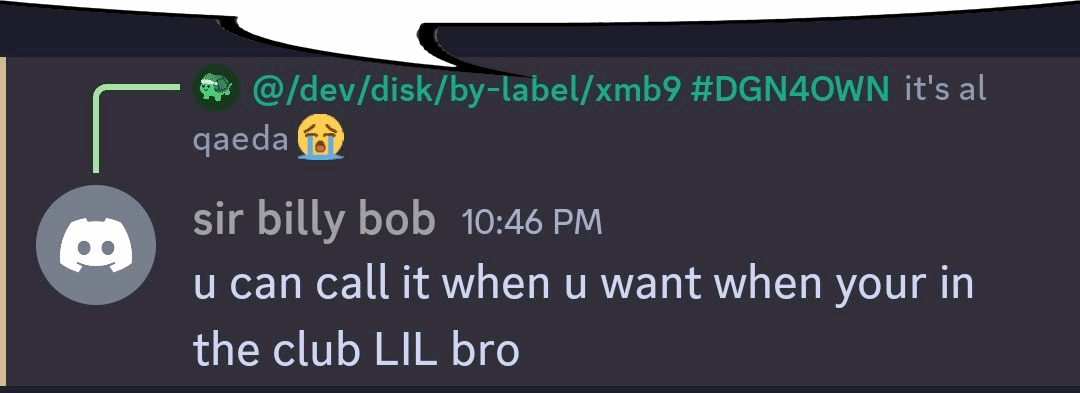 @/dev/disk/by-label/xmb9 #DGN4OWN it's al
qaeda 😭
sir billy bob 10:46 PM
u can call it when u want when your in
the club LIL bro